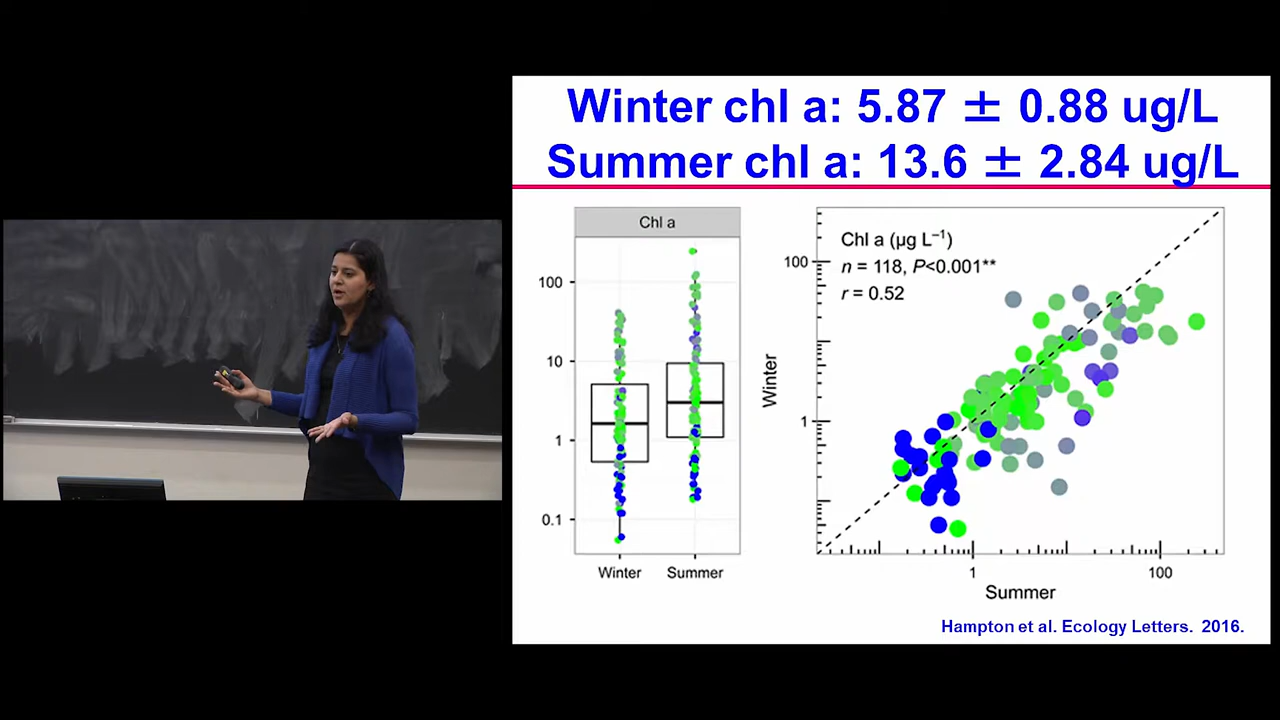 Winter chl a: 5.87 ± 0.88 ug/L
Summer chl a: 13.6 ± 2.84 ug/L
Chl a
100
10
1
0.1
Winter
Summer
Chl a (µg L⁻¹)
n = 118, P<0.001**
r = 0.52
100
1
Winter
1
100
Summer
Hampton et al. Ecology Letters. 2016.